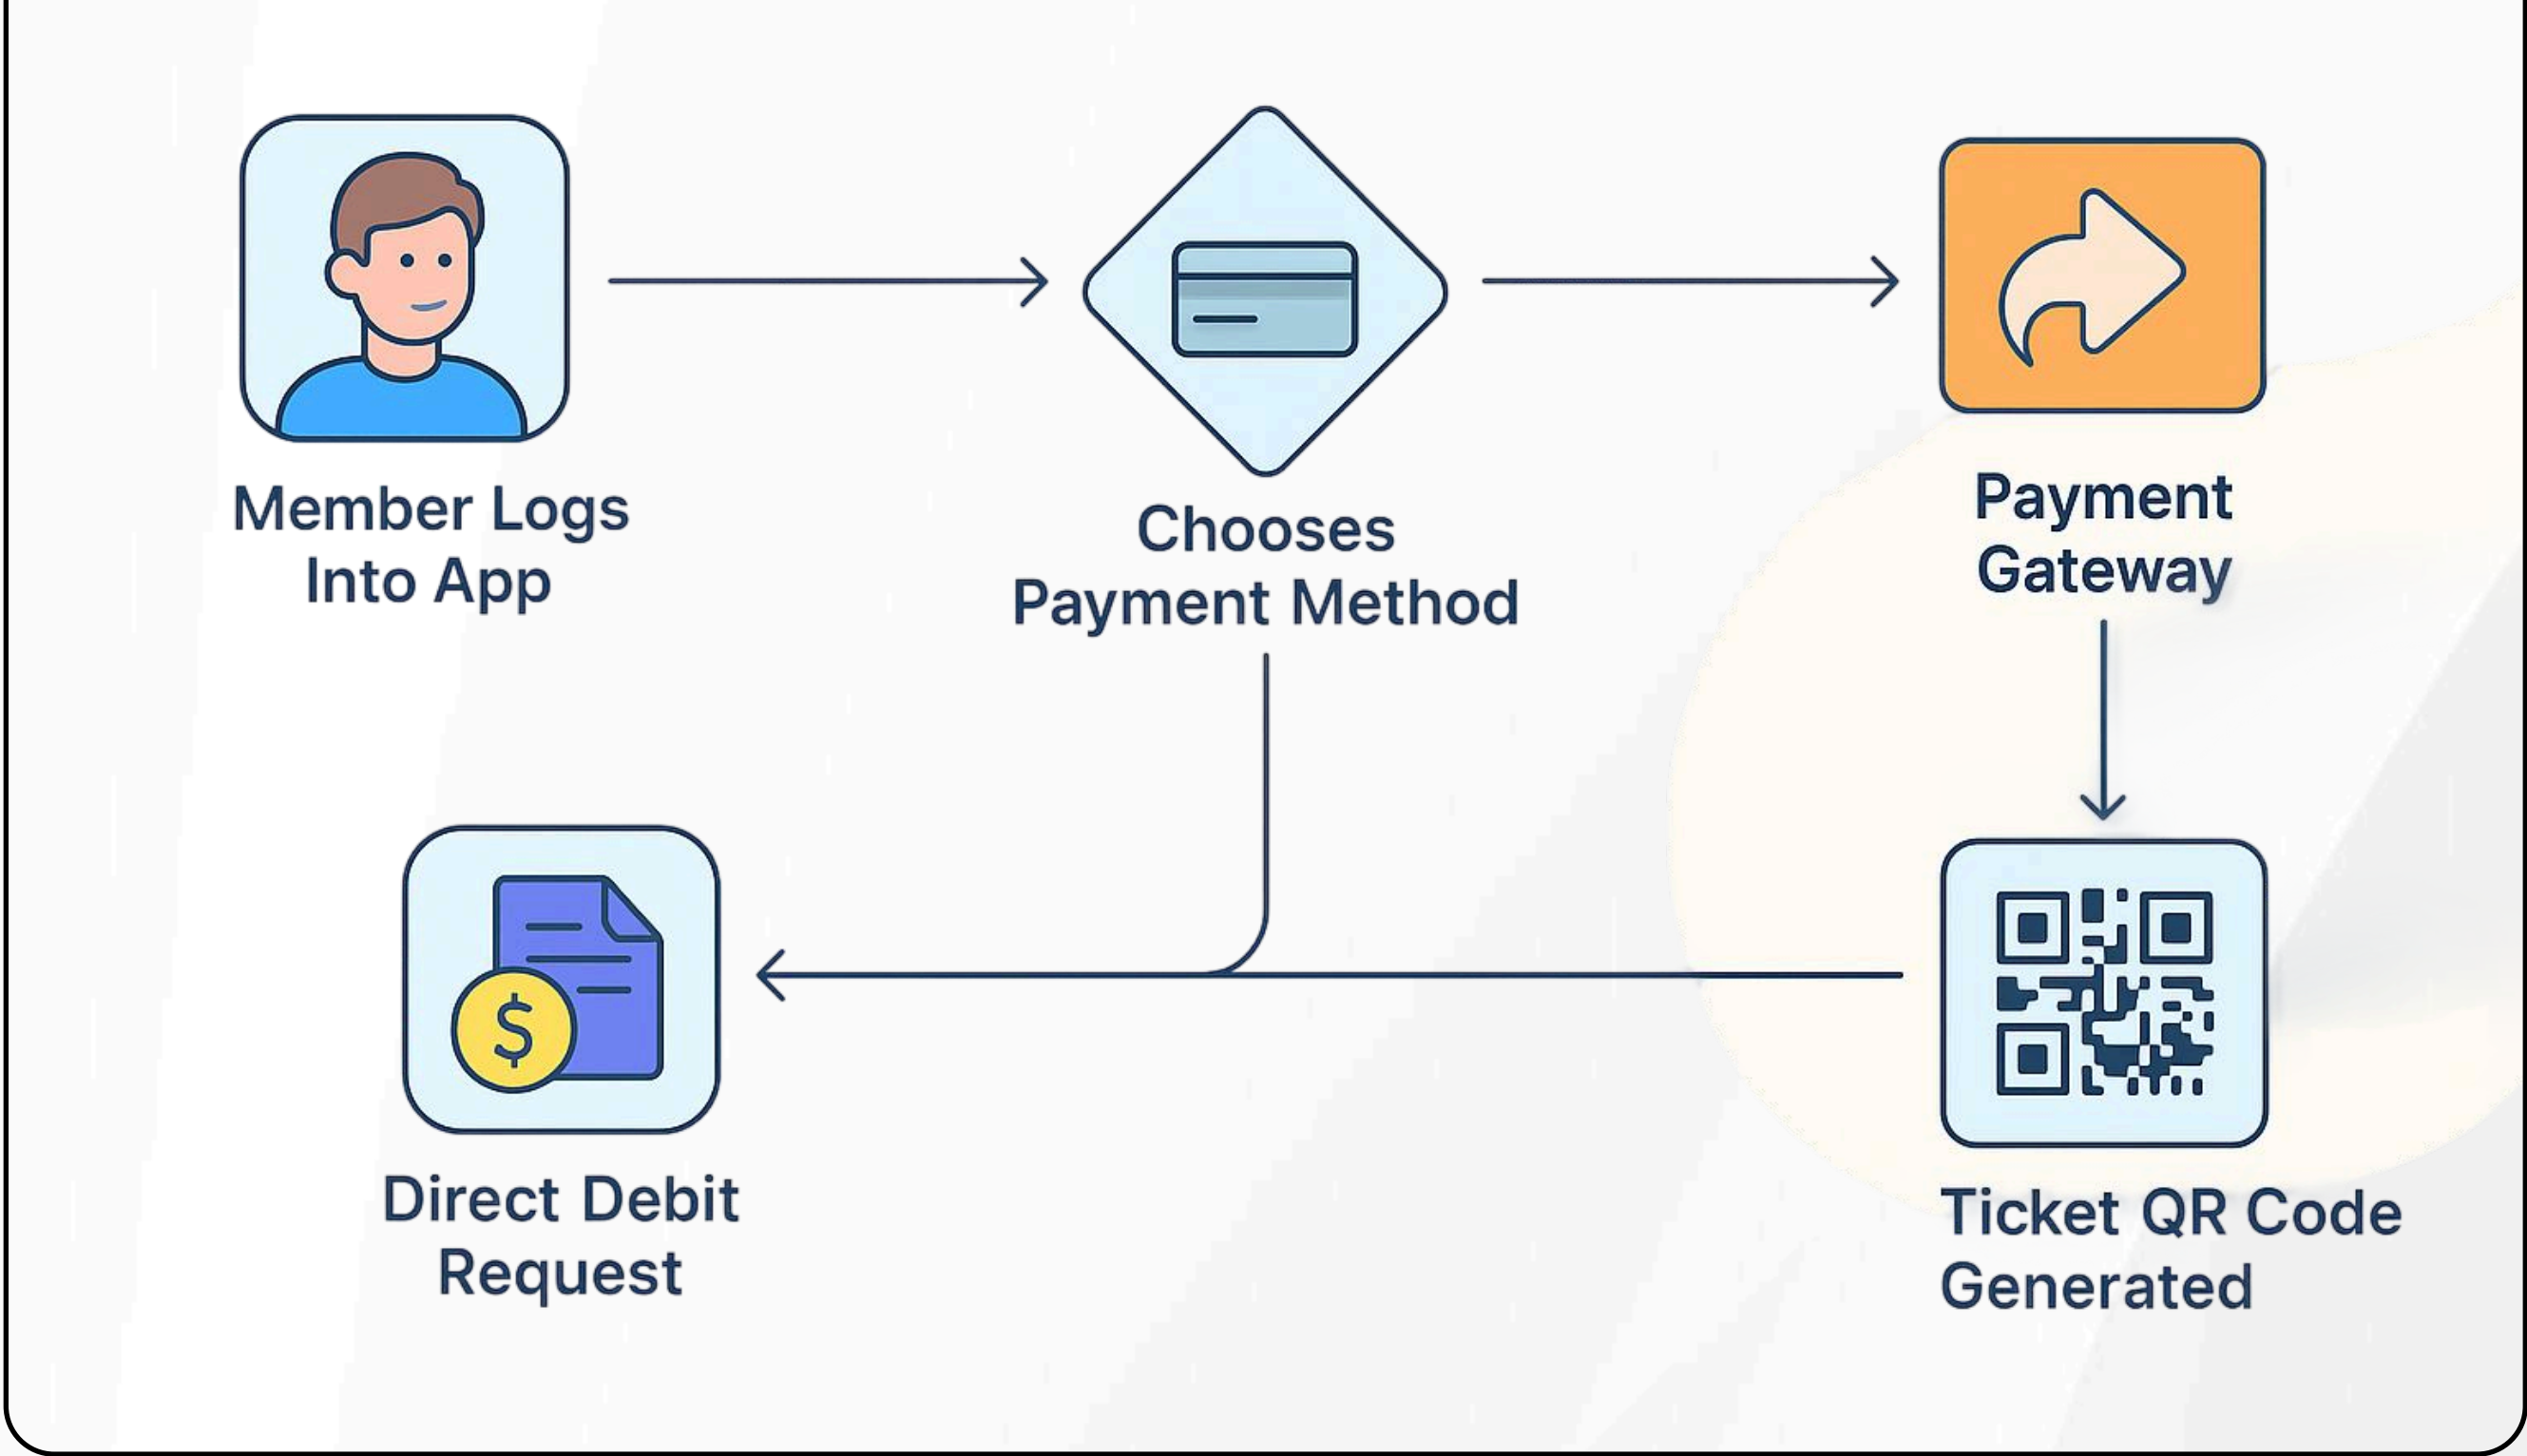 Member Logs
Into App
Chooses
Payment Method
Payment
Gateway
$
Direct Debit
Request
Ticket QR Code
Generated